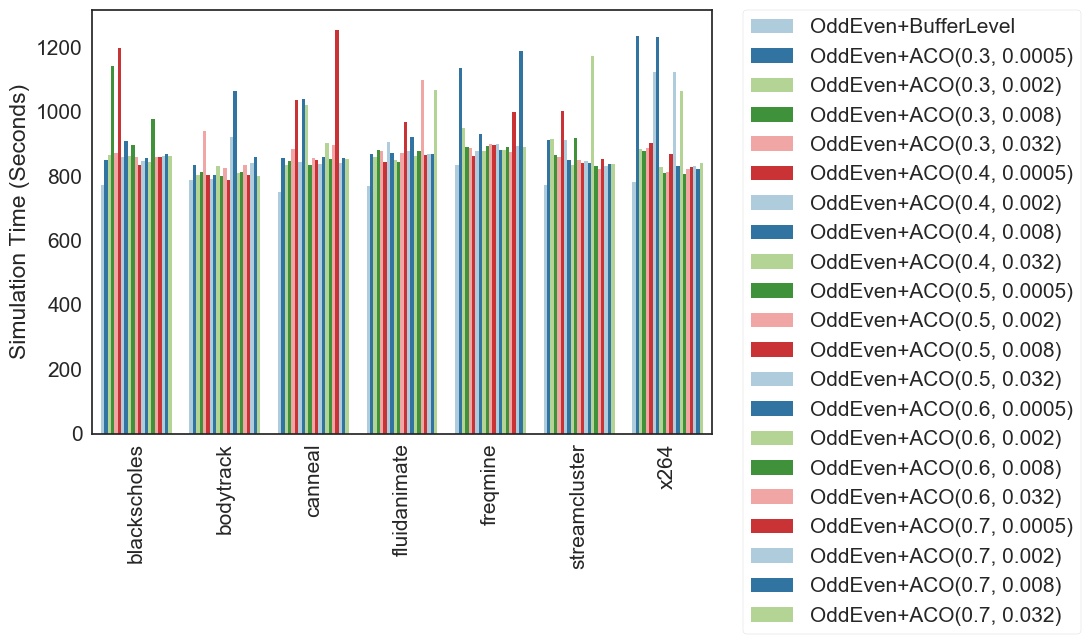 Simulation Time (Seconds)
1200
1000
800
600
400
200
0
blackscholes
bodytrack
canneal
fluidanimate
freqmine
streamcluster
x264
OddEven+BufferLevel
OddEven+ACO(0.3, 0.0005)
OddEven+ACO(0.3, 0.002)
OddEven+ACO(0.3, 0.008)
OddEven+ACO(0.3, 0.032)
OddEven+ACO(0.4, 0.0005)
OddEven+ACO(0.4, 0.002)
OddEven+ACO(0.4, 0.008)
OddEven+ACO(0.4, 0.032)
OddEven+ACO(0.5, 0.0005)
OddEven+ACO(0.5, 0.002)
OddEven+ACO(0.5, 0.008)
OddEven+ACO(0.5, 0.032)
OddEven+ACO(0.6, 0.0005)
OddEven+ACO(0.6, 0.002)
OddEven+ACO(0.6, 0.008)
OddEven+ACO(0.6, 0.032)
OddEven+ACO(0.7, 0.0005)
OddEven+ACO(0.7, 0.002)
OddEven+ACO(0.7, 0.008)
OddEven+ACO(0.7, 0.032)